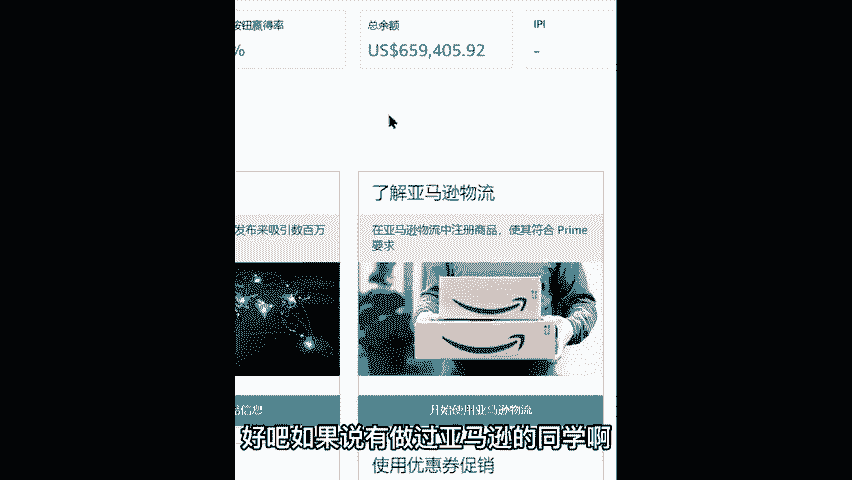 按钮赢得率
总余额
IPI
%
US$659,405.92
-
了解亚马逊物流
发布来吸引数百万
在亚马逊物流中注册商品，使其符合 Prime
要求
开始使用亚马逊物流
好吧如果说有做过亚马逊的同学啊
使用优惠券促销